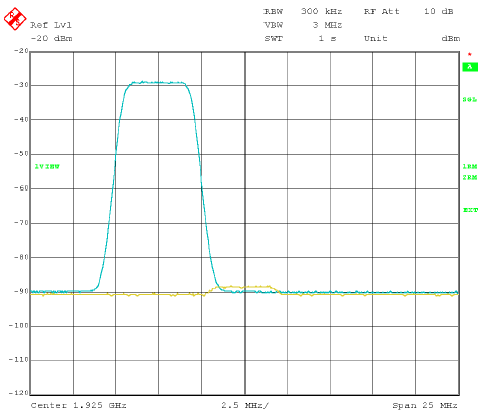 RBW 300 kHz RF Att 10 dB
Ref Lvl VBW 3 MHz
-20 dBm SWT 1 s Unit dBm
-20
*
A
-30
SGL
-40
-50
1VIEW 1RM
2RM
-60
EXT
-70
-80
-90
-100
-110
-120
Center 1.925 GHz 2.5 MHz/ Span 25 MHz